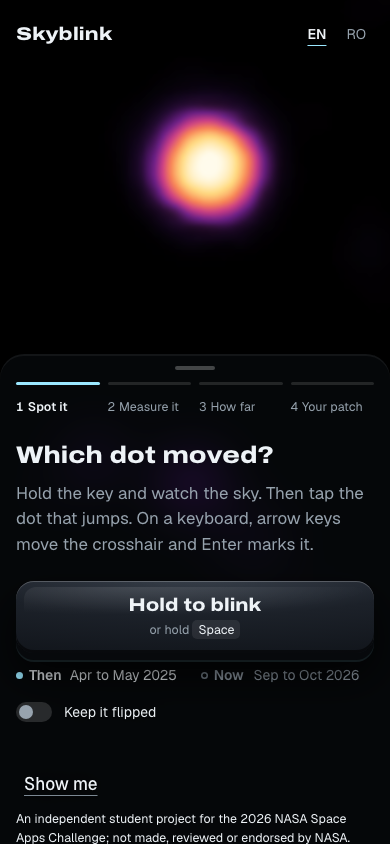 Skyblink
EN RO
1 Spot it 2 Measure it 3 How far 4 Your patch
Which dot moved?
Hold the key and watch the sky. Then tap the
dot that jumps. On a keyboard, arrow keys
move the crosshair and Enter marks it.
Hold to blink
or hold Space
Then Apr to May 2025 Now Sep to Oct 2026
Keep it flipped
Show me
An independent student project for the 2026 NASA Space
Apps Challenge; not made, reviewed or endorsed by NASA.